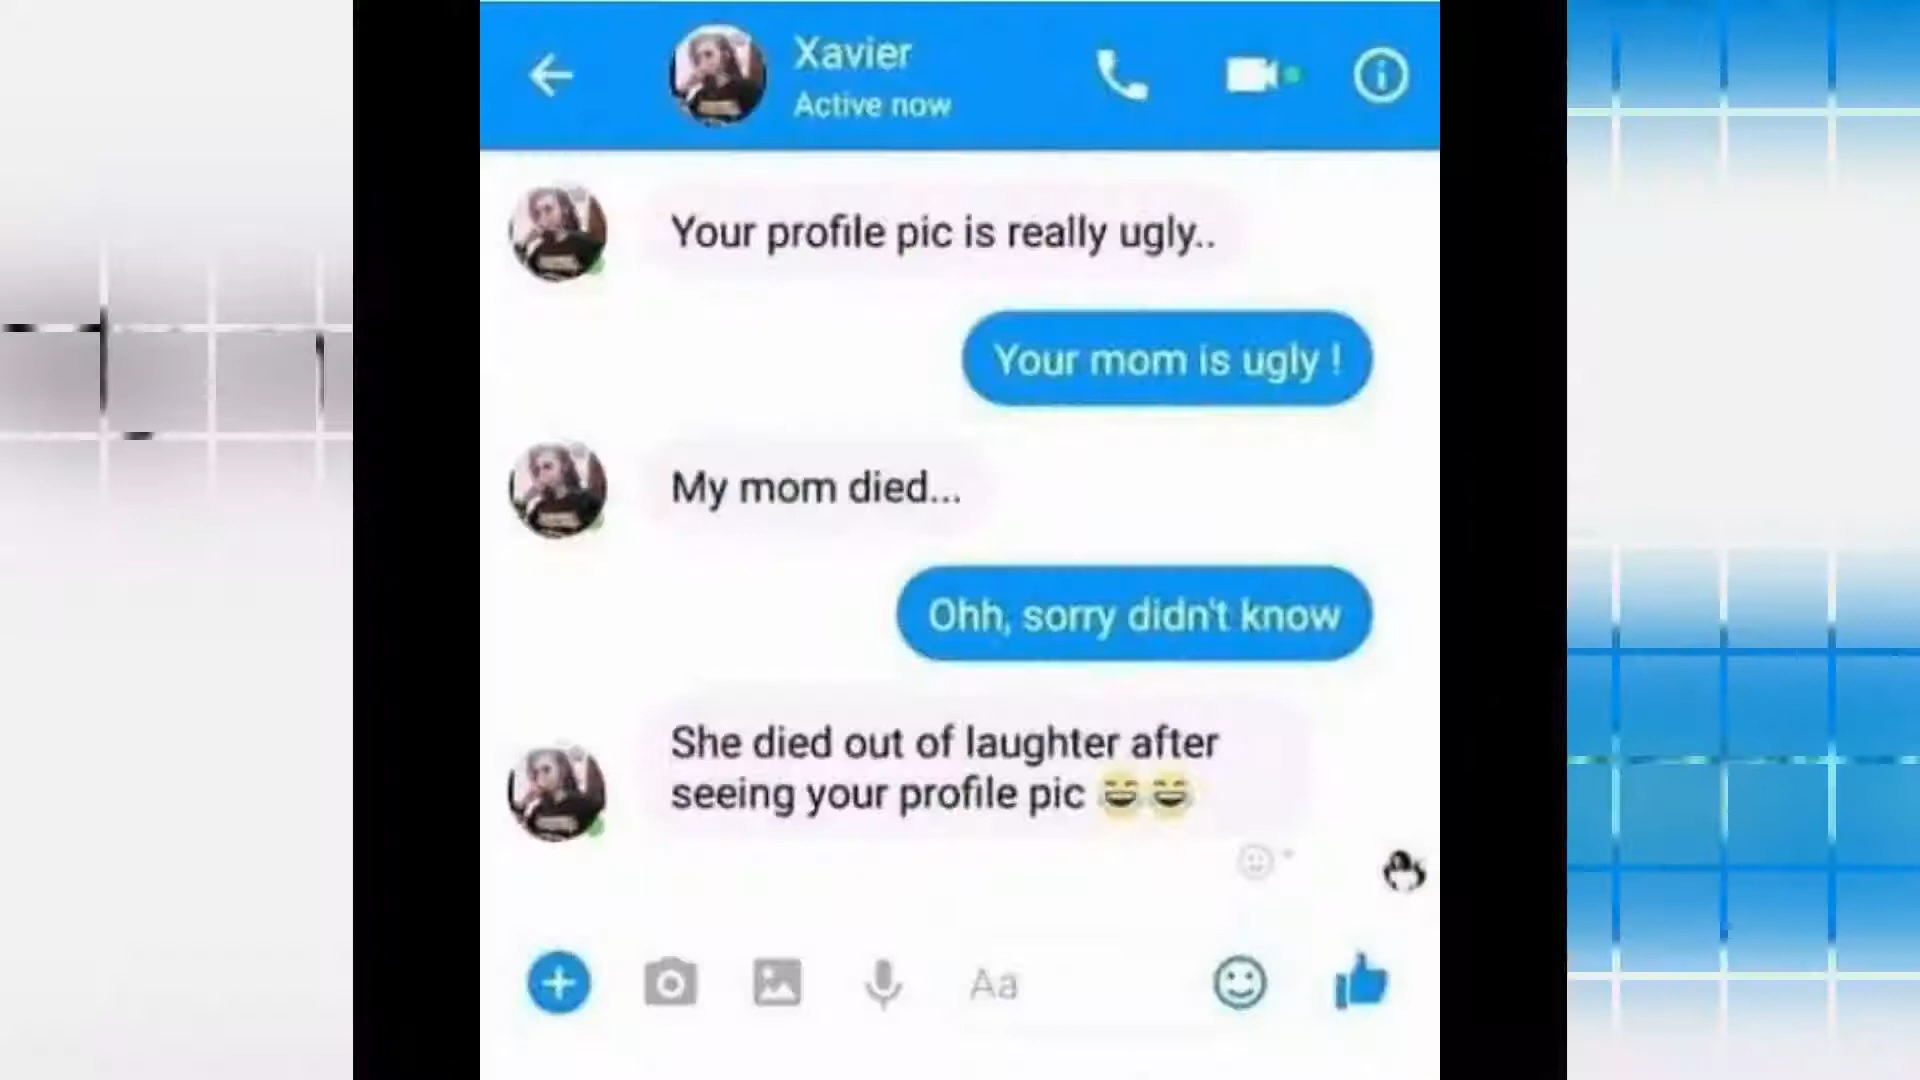 Xavier
Active now
Your profile pic is really ugly..
Your mom is ugly !
My mom died...
Ohh, sorry didn't know
She died out of laughter after
seeing your profile pic 😂😂
Aa